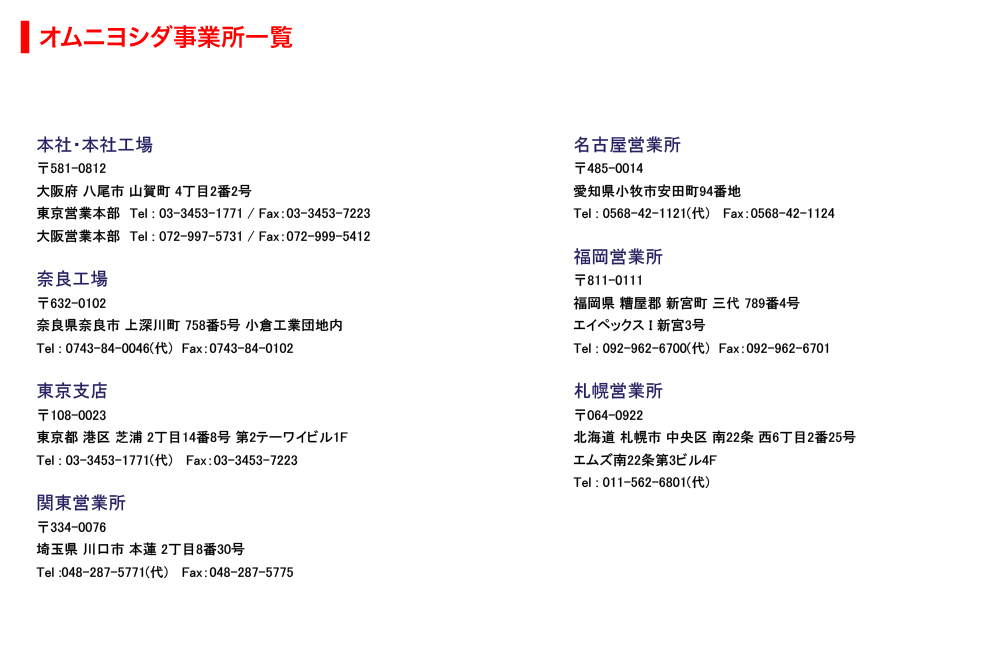 オムニヨシダ事業所一覧
本社・本社工場
〒581-0812
大阪府 八尾市 山賀町 4丁目2番2号
東京営業本部 Tel : 03-3453-1771 / Fax:03-3453-7223
大阪営業本部 Tel : 072-997-5731 / Fax:072-999-5412
奈良工場
〒632-0102
奈良県奈良市 上深川町 758番5号 小倉工業団地内
Tel : 0743-84-0046(代) Fax:0743-84-0102
東京支店
〒108-0023
東京都 港区 芝浦 2丁目14番8号 第2テーワイビル1F
Tel : 03-3453-1771(代) Fax:03-3453-7223
関東営業所
〒334-0076
埼玉県 川口市 本蓮 2丁目8番30号
Tel :048-287-5771(代) Fax:048-287-5775
名古屋営業所
〒485-0014
愛知県小牧市安田町94番地
Tel : 0568-42-1121(代) Fax:0568-42-1124
福岡営業所
〒811-0111
福岡県 糟屋郡 新宮町 三代 789番4号
エイペックス I 新宮3号
Tel : 092-962-6700(代) Fax:092-962-6701
札幌営業所
〒064-0922
北海道 札幌市 中央区 南22条 西6丁目2番25号
エムズ南22条第3ビル4F
Tel : 011-562-6801(代)